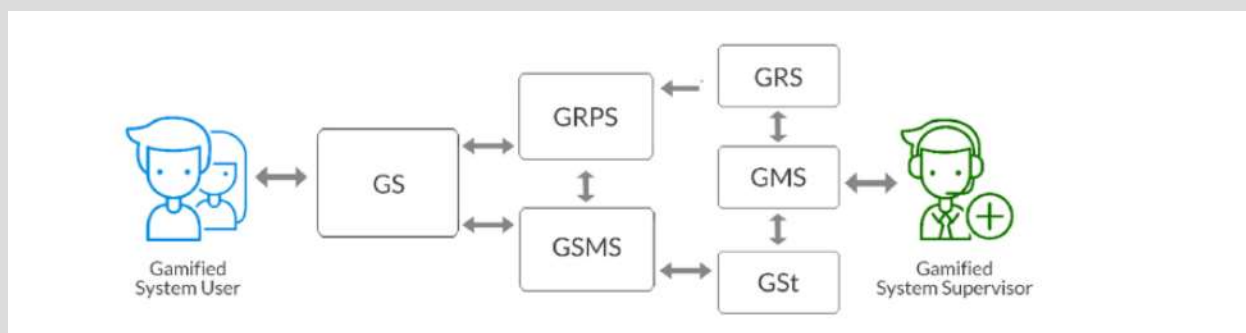 GRS
GRPS
GS
GMS
GSMS
GSt
Gamified
System User
Gamified
System Supervisor